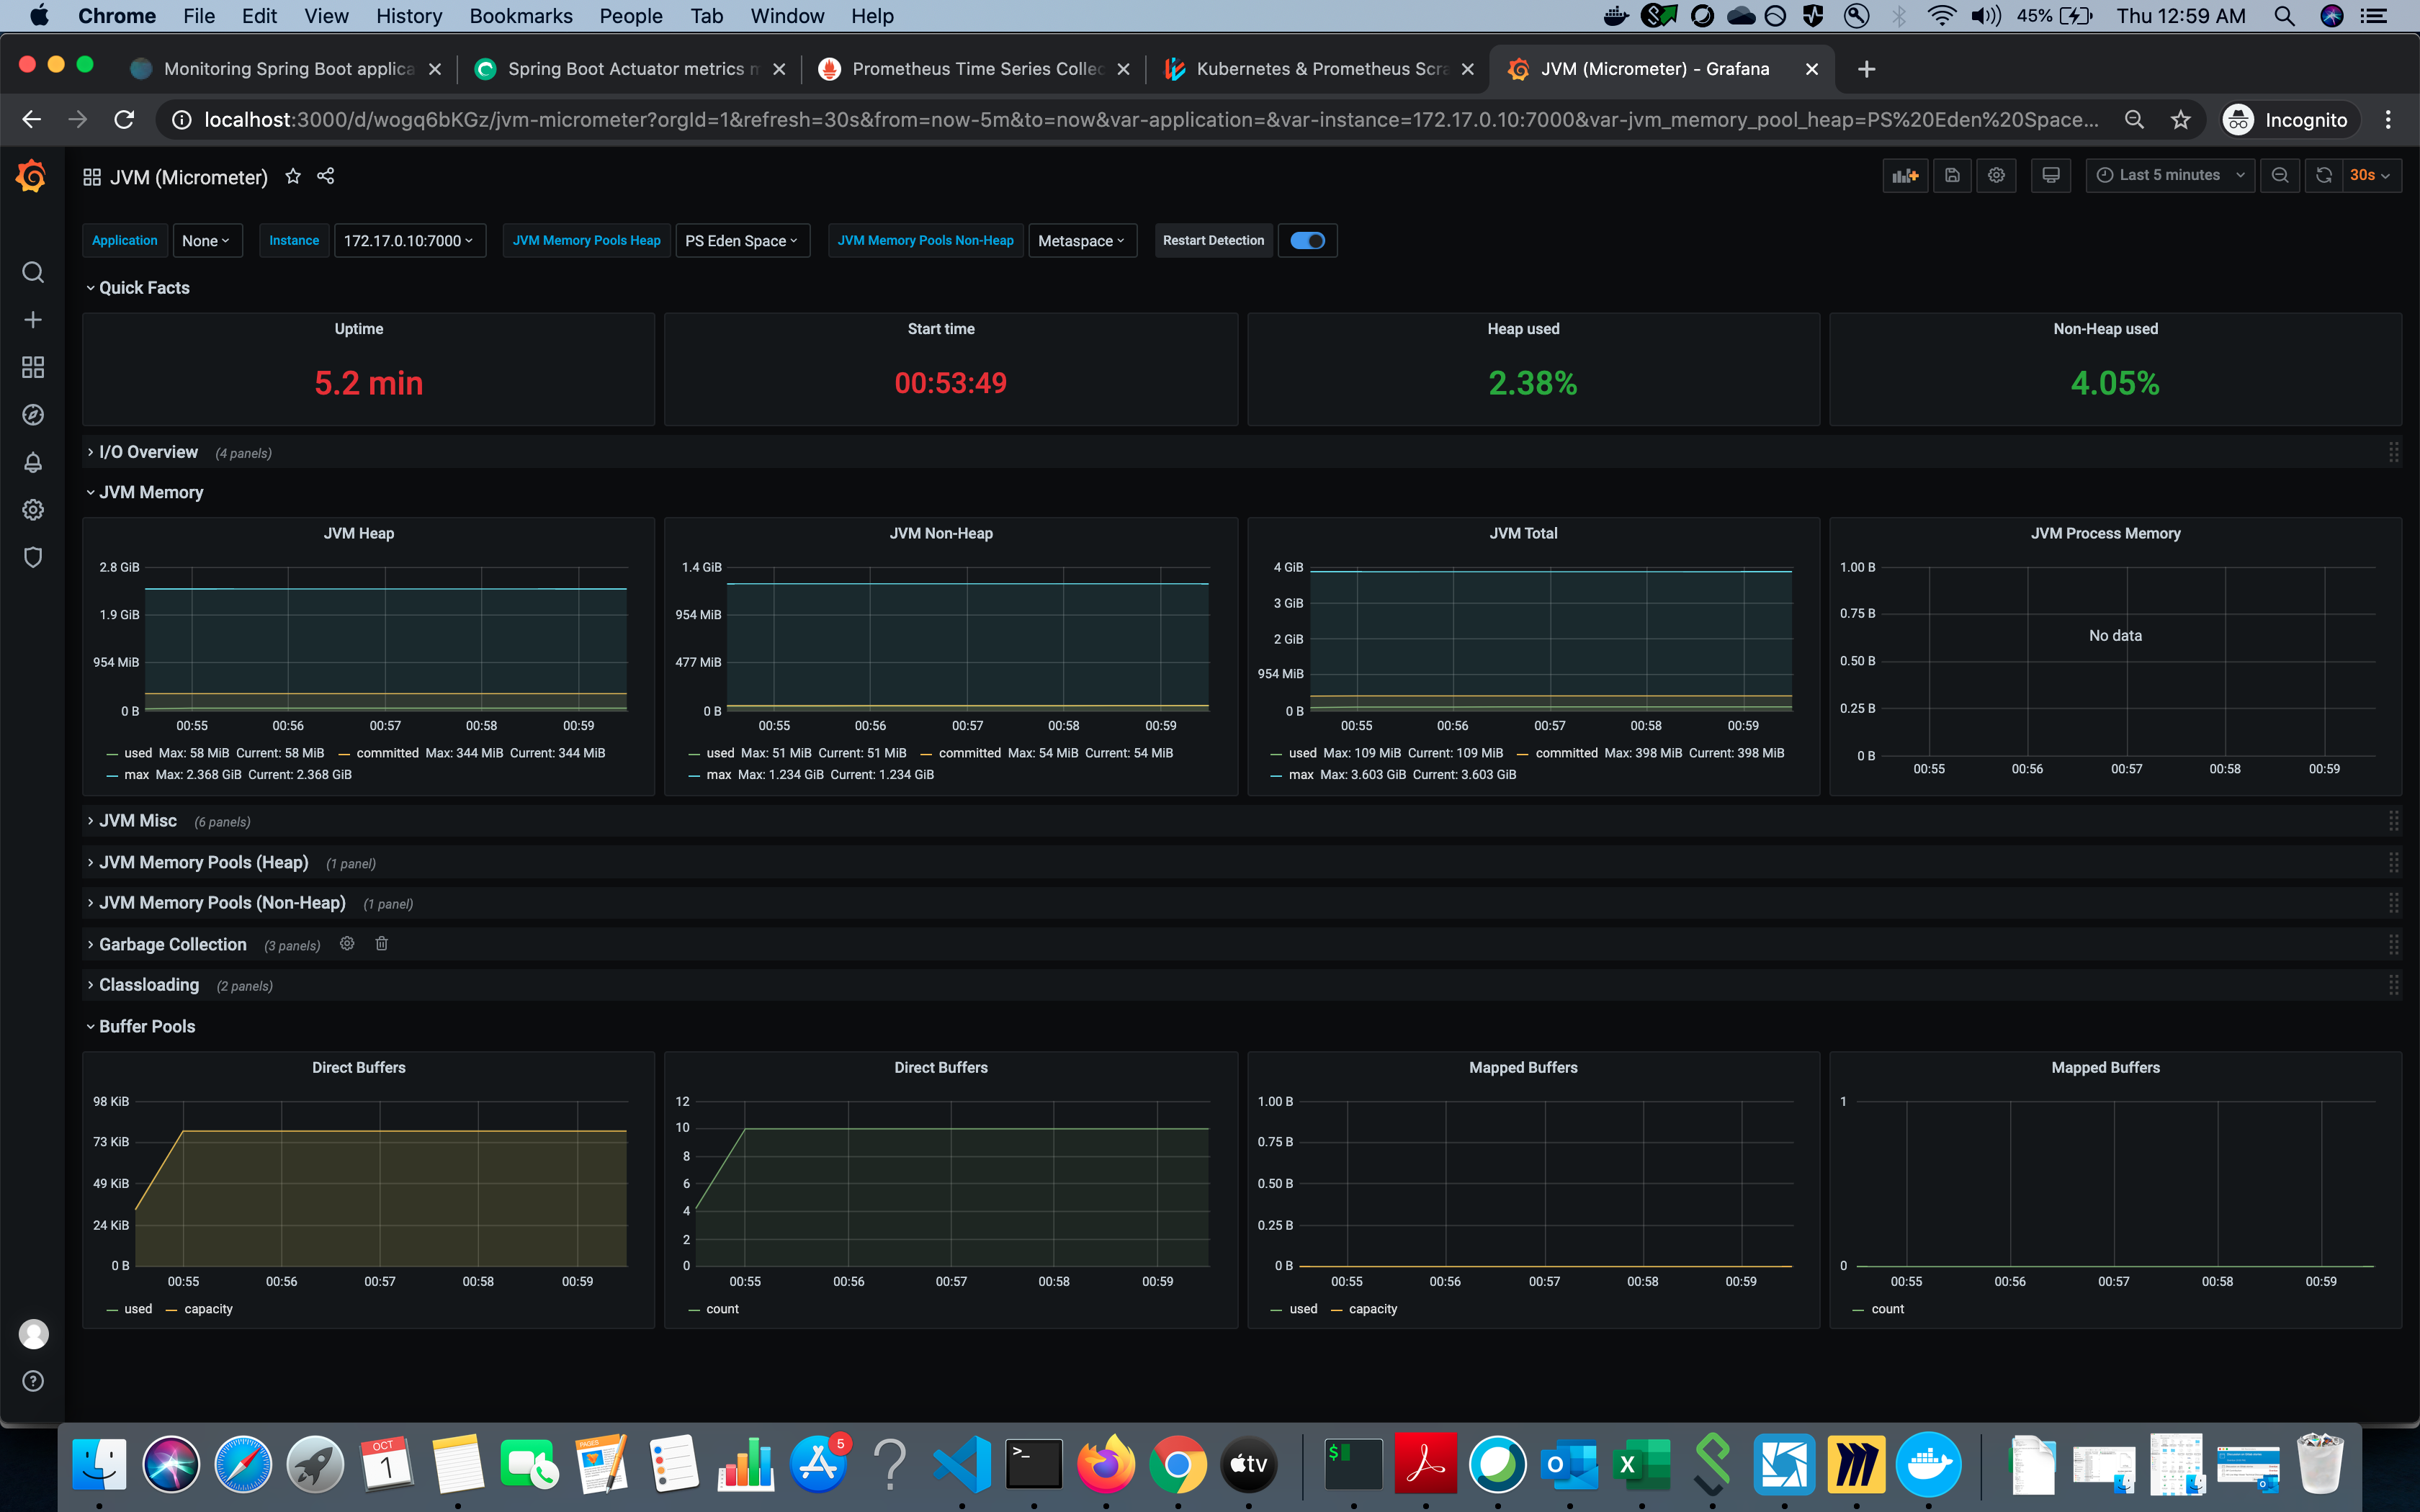 Chrome File Edit View History Bookmarks People Tab Window Help 45% Thu 12:59 AM
Monitoring Spring Boot applica Spring Boot Actuator metrics Prometheus Time Series Collec Kubernetes & Prometheus Scra JVM (Micrometer) - Grafana
localhost:3000/d/wogq6bKGz/jvm-micrometer?orgId=1&refresh=30s&from=now-5m&to=now&var-application=&var-instance=172.17.0.10:7000&var-jvm_memory_pool_heap=PS%20Eden%20Space... Incognito
JVM (Micrometer) Last 5 minutes 30s
Application None Instance 172.17.0.10:7000 JVM Memory Pools Heap PS Eden Space JVM Memory Pools Non-Heap Metaspace Restart Detection
Quick Facts
Uptime Start time Heap used Non-Heap used
5.2 min 00:53:49 2.38% 4.05%
I/O Overview (4 panels)
JVM Memory
JVM Heap
2.8 GiB
1.9 GiB
954 MiB
0 B
00:55 00:56 00:57 00:58 00:59
used Max: 58 MiB Current: 58 MiB committed Max: 344 MiB Current: 344 MiB
max Max: 2.368 GiB Current: 2.368 GiB
JVM Non-Heap
1.4 GiB
954 MiB
477 MiB
0 B
00:55 00:56 00:57 00:58 00:59
used Max: 51 MiB Current: 51 MiB committed Max: 54 MiB Current: 54 MiB
max Max: 1.234 GiB Current: 1.234 GiB
JVM Total
4 GiB
3 GiB
2 GiB
954 MiB
0 B
00:55 00:56 00:57 00:58 00:59
used Max: 109 MiB Current: 109 MiB committed Max: 398 MiB Current: 398 MiB
max Max: 3.603 GiB Current: 3.603 GiB
JVM Process Memory
1.00 B
0.75 B
No data
0.50 B
0.25 B
0 B
00:55 00:56 00:57 00:58 00:59
JVM Misc (6 panels)
JVM Memory Pools (Heap) (1 panel)
JVM Memory Pools (Non-Heap) (1 panel)
Garbage Collection (3 panels)
Classloading (2 panels)
Buffer Pools
Direct Buffers
98 KiB
73 KiB
49 KiB
24 KiB
0 B
00:55 00:56 00:57 00:58 00:59
used capacity
Direct Buffers
12
10
8
6
4
2
0
00:55 00:56 00:57 00:58 00:59
count
Mapped Buffers
1.00 B
0.75 B
0.50 B
0.25 B
0 B
00:55 00:56 00:57 00:58 00:59
used capacity
Mapped Buffers
1
0
00:55 00:56 00:57 00:58 00:59
count
OCT
1
PAGES
5
tv